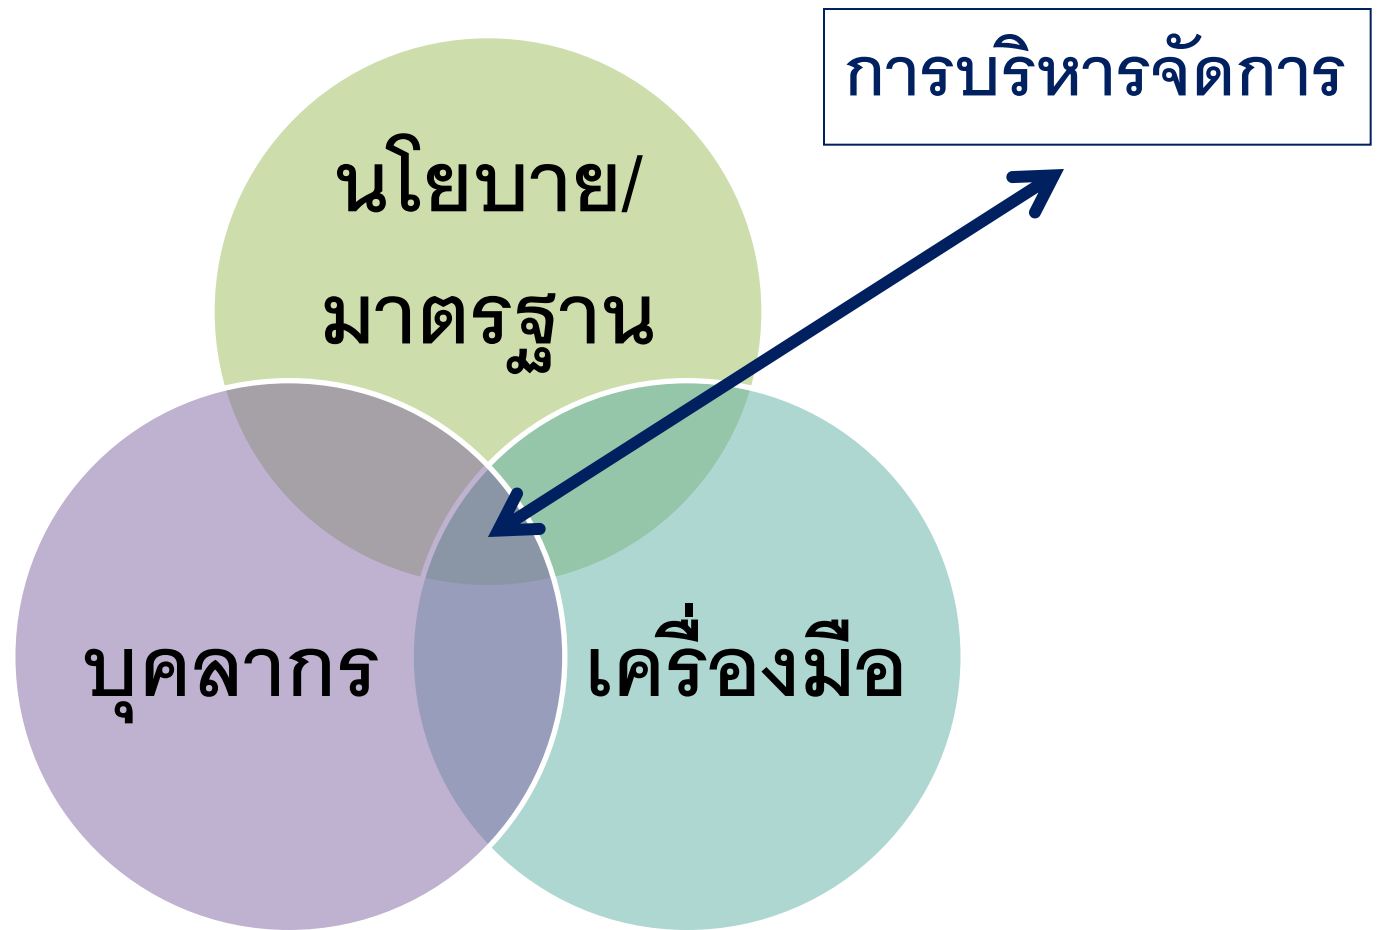 การบริหารจัดการ
นโยบาย/
มาตรฐาน
บุคลากร
เครื่องมือ